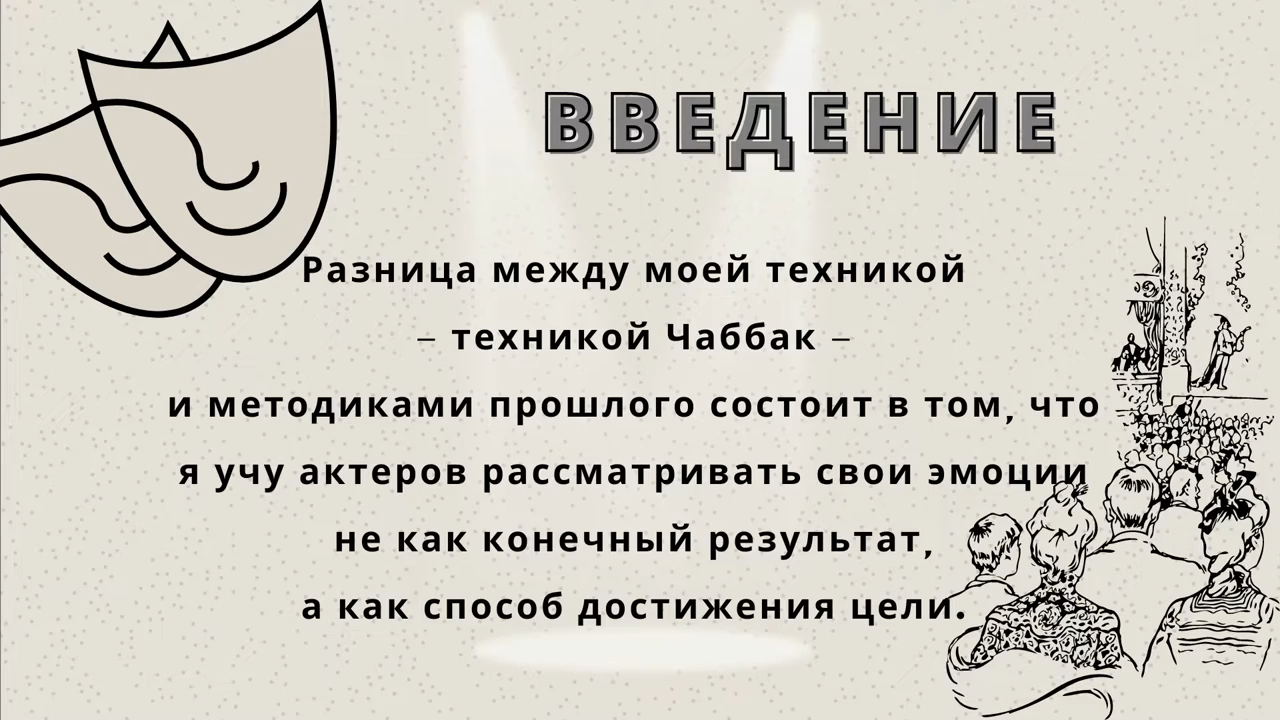 ВВЕДЕНИЕ
Разница между моей техникой
– техникой Чаббак –
и методиками прошлого состоит в том, что
я учу актеров рассматривать свои эмоции
не как конечный результат,
а как способ достижения цели.